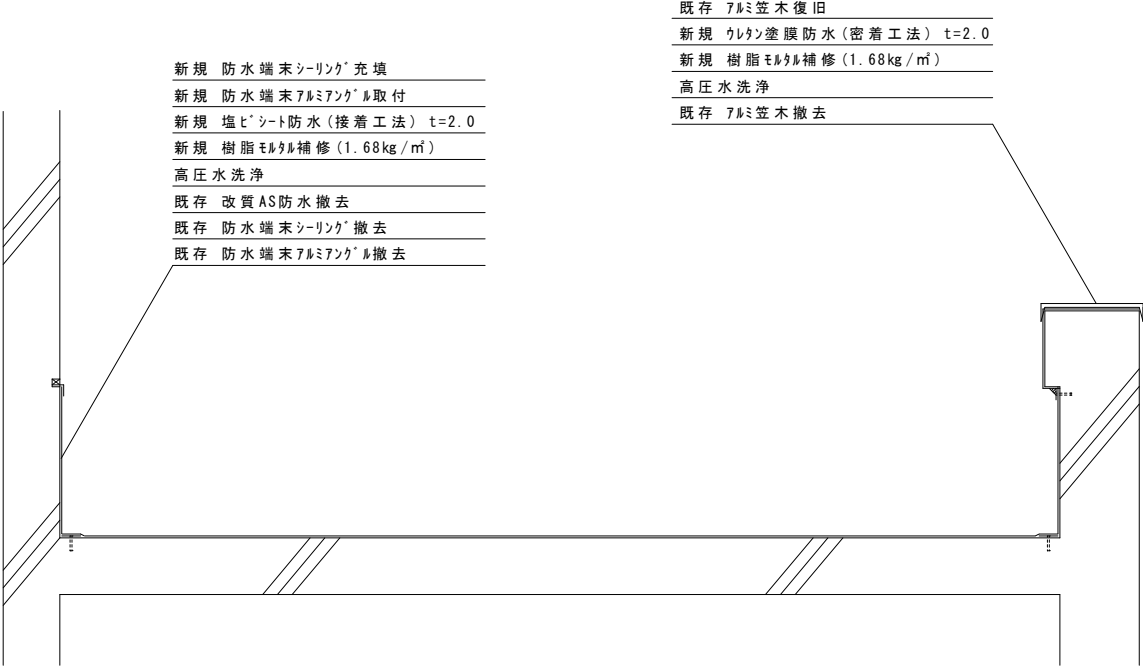 新規 防水端末ｼｰﾘﾝｸﾞ充填
新規 防水端末ｱﾙﾐｱﾝｸﾞﾙ取付
新規 塩ﾋﾞｼｰﾄ防水(接着工法) t=2.0
新規 樹脂ﾓﾙﾀﾙ補修(1.68kg/㎡)
高圧水洗浄
既存 改質AS防水撤去
既存 防水端末ｼｰﾘﾝｸﾞ撤去
既存 防水端末ｱﾙﾐｱﾝｸﾞﾙ撤去
既存 ｱﾙﾐ笠木復旧
新規 ｳﾚﾀﾝ塗膜防水(密着工法) t=2.0
新規 樹脂ﾓﾙﾀﾙ補修(1.68kg/㎡)
高圧水洗浄
既存 ｱﾙﾐ笠木撤去